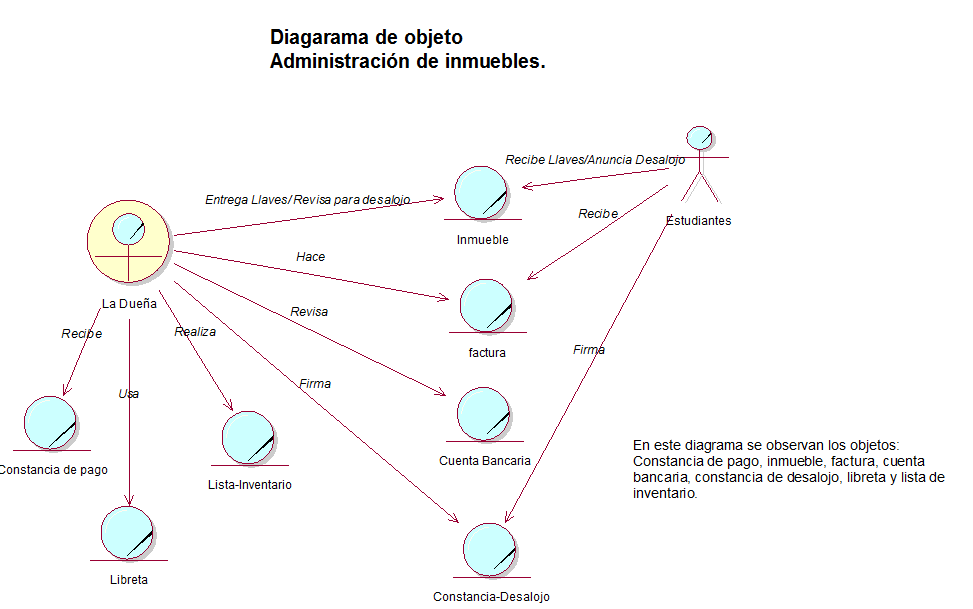 Diagarama de objeto
Administración de inmuebles.
Recibe Llaves/Anuncia Desalojo
Entrega Llaves/Revisa para desalojo
Recibe
Estudiantes
Inmueble
Hace
La Dueña
Revisa
Recibe
Realiza
factura
Firma
Firma
Usa
En este diagrama se observan los objetos:
Constancia de pago, inmueble, factura, cuenta
bancaria, constancia de desalojo, libreta y lista de
inventario.
Cuenta Bancaria
Constancia de pago
Lista-Inventario
Libreta
Constancia-Desalojo